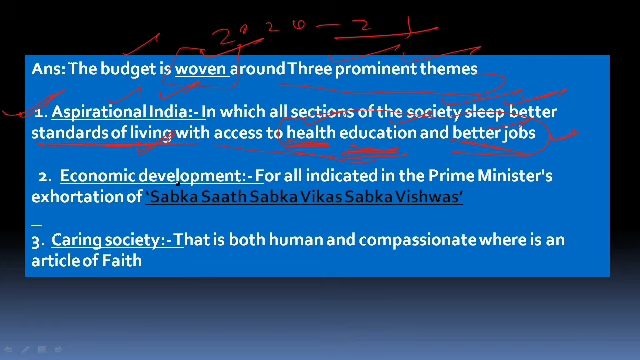 2020 - 21
Ans: The budget is woven around Three prominent themes
1. Aspirational India:- In which all sections of the society sleep better
standards of living with access to health education and better jobs
2. Economic development:- For all indicated in the Prime Minister's
exhortation of ‘Sabka Saath Sabka Vikas Sabka Vishwas‘
3. Caring society:- That is both human and compassionate where is an
article of Faith